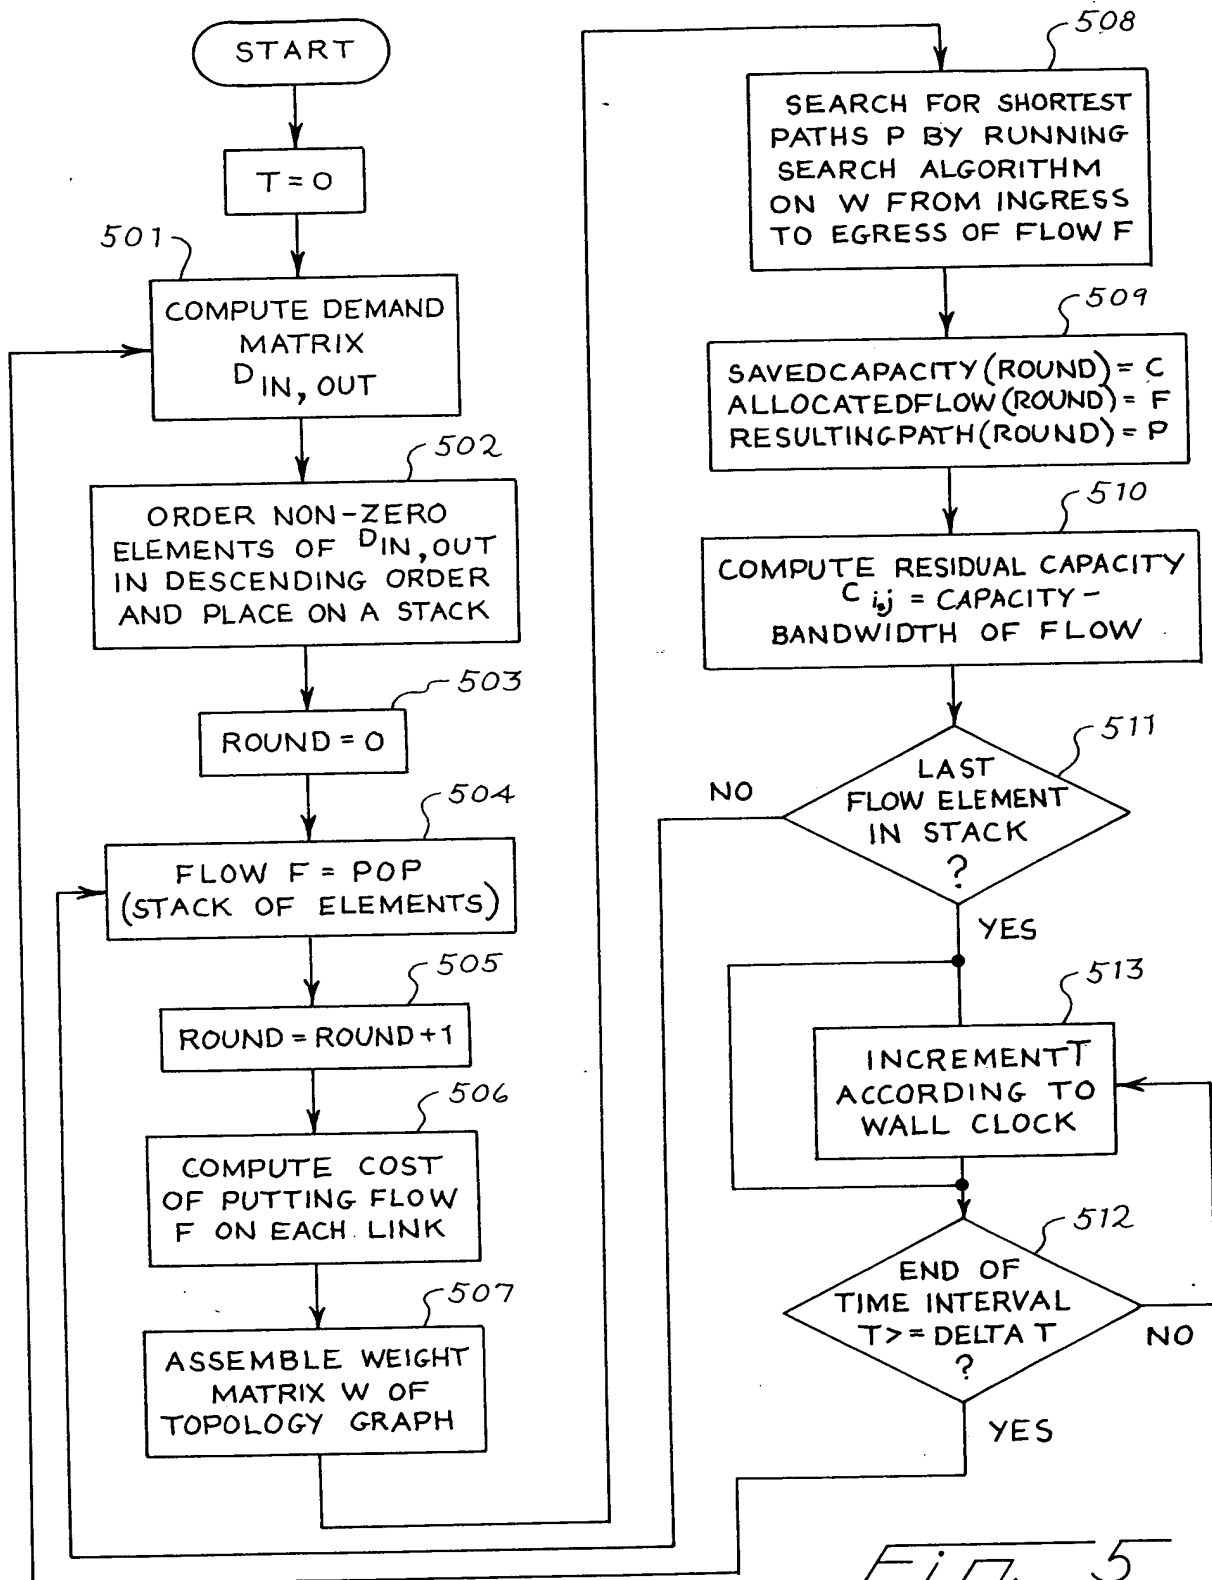 START
T = 0
501
COMPUTE DEMAND
MATRIX
D IN, OUT
502
ORDER NON-ZERO
ELEMENTS OF D IN, OUT
IN DESCENDING ORDER
AND PLACE ON A STACK
503
ROUND = 0
504
FLOW F = POP
(STACK OF ELEMENTS)
505
ROUND = ROUND + 1
506
COMPUTE COST
OF PUTTING FLOW
F ON EACH LINK
507
ASSEMBLE WEIGHT
MATRIX W OF
TOPOLOGY GRAPH
508
SEARCH FOR SHORTEST
PATHS P BY RUNNING
SEARCH ALGORITHM
ON W FROM INGRESS
TO EGRESS OF FLOW F
509
SAVEDCAPACITY (ROUND) = C
ALLOCATEDFLOW (ROUND) = F
RESULTINGPATH (ROUND) = P
510
COMPUTE RESIDUAL CAPACITY
C i,j = CAPACITY -
BANDWIDTH OF FLOW
511
LAST
FLOW ELEMENT
IN STACK
?
NO
YES
513
INCREMENT T
ACCORDING TO
WALL CLOCK
512
END OF
TIME INTERVAL
T >= DELTA T
?
NO
YES
Fig. 5